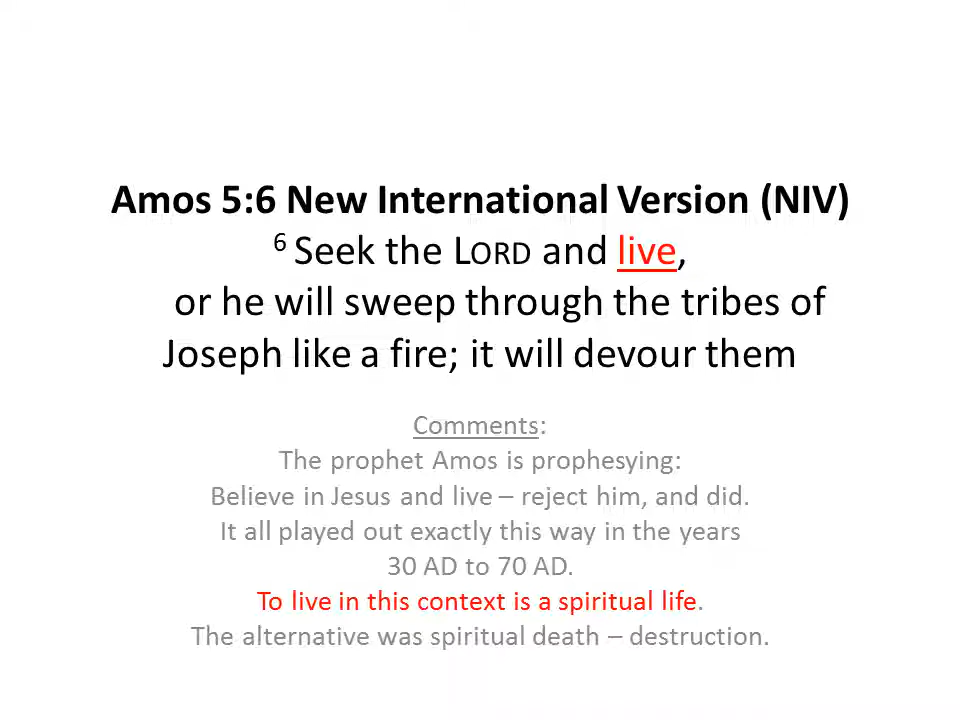 Amos 5:6 New International Version (NIV)
6 Seek the LORD and live,
or he will sweep through the tribes of
Joseph like a fire; it will devour them
Comments:
The prophet Amos is prophesying:
Believe in Jesus and live – reject him, and did.
It all played out exactly this way in the years
30 AD to 70 AD.
To live in this context is a spiritual life.
The alternative was spiritual death – destruction.